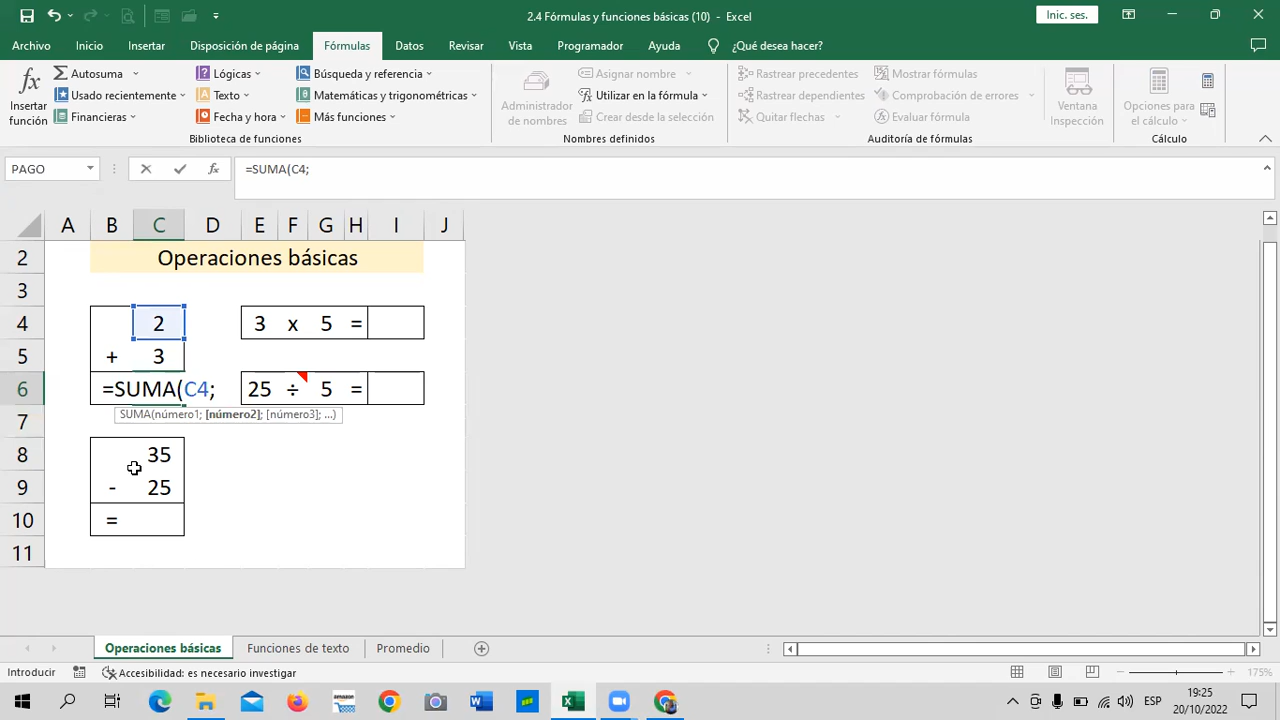 2.4 Fórmulas y funciones básicas (10) - Excel
Inic. ses.
Archivo Inicio Insertar Disposición de página Fórmulas Datos Revisar Vista Programador Ayuda ¿Qué desea hacer?
Insertar función
Autosuma
Usado recientemente
Financieras
Lógicas
Texto
Fecha y hora
Búsqueda y referencia
Matemáticas y trigonométricas
Más funciones
Biblioteca de funciones
Administrador de nombres
Asignar nombre
Utilizar en la fórmula
Crear desde la selección
Nombres definidos
Rastrear precedentes
Rastrear dependientes
Quitar flechas
Mostrar fórmulas
Comprobación de errores
Evaluar fórmula
Auditoría de fórmulas
Ventana Inspección
Opciones para el cálculo
Cálculo
PAGO fx =SUMA(C4;
A B C D E F G H I J
2 Operaciones básicas
3
4 2 3 x 5 =
5 + 3
6 =SUMA(C4; 25 ÷ 5 =
SUMA(número1; [número2]; [número3]; ...)
7
8 35
9 - 25
10 =
11
Operaciones básicas Funciones de texto Promedio
Introducir Accesibilidad: es necesario investigar 175%
ESP 19:25
20/10/2022